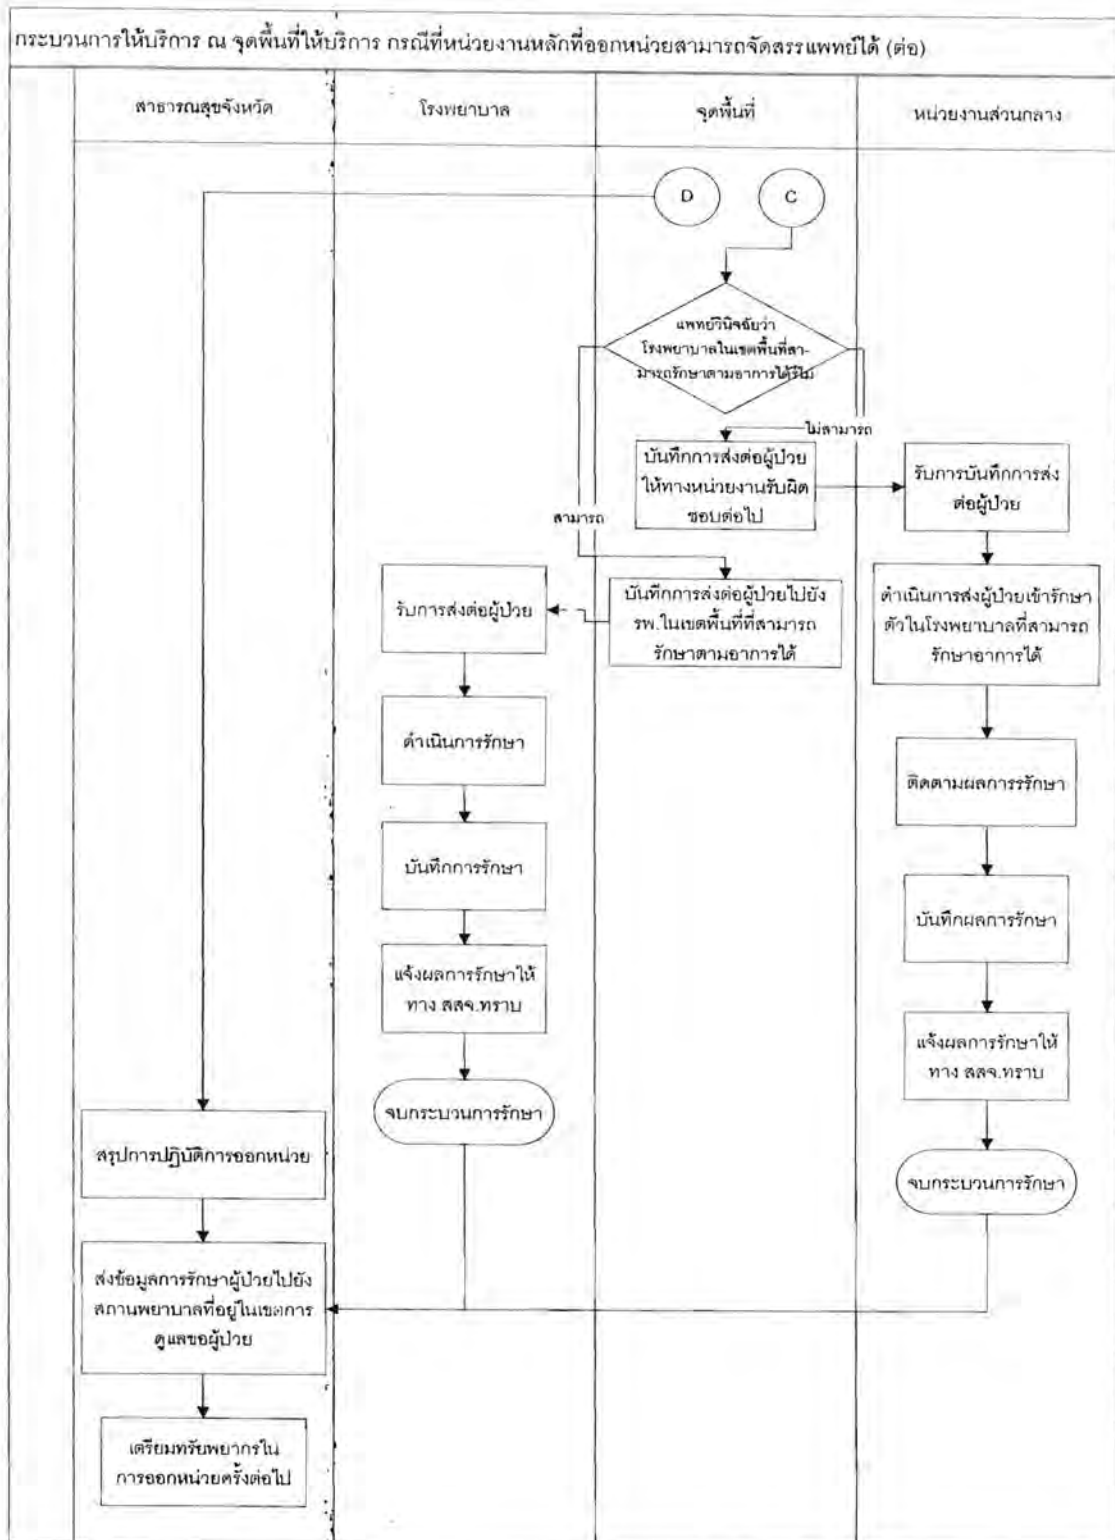 กระบวนการให้บริการ ณ จุดพื้นที่ให้บริการ กรณีที่หน่วยงานหลักที่ออกหน่วยสามารถจัดสรรแพทย์ได้ (ต่อ)
สาธารณสุขจังหวัด
โรงพยาบาล
จุดพื้นที่
หน่วยงานส่วนกลาง
D
C
แพทย์วินิจฉัยว่า
โรงพยาบาลในเขตพื้นที่สา-
มารถรักษาตามอาการได้รึไม่
ไม่สามารถ
บันทึกการส่งต่อผู้ป่วย
ให้ทางหน่วยงานรับผิด
ชอบต่อไป
รับการบันทึกการส่ง
ต่อผู้ป่วย
สามารถ
รับการส่งต่อผู้ป่วย
บันทึกการส่งต่อผู้ป่วยไปยัง
รพ.ในเขตพื้นที่ที่สามารถ
รักษาตามอาการได้
ดำเนินการส่งผู้ป่วยเข้ารักษา
ตัวในโรงพยาบาลที่สามารถ
รักษาอาการได้
ดำเนินการรักษา
ติดตามผลการรรักษา
บันทึกการรักษา
บันทึกผลการรักษา
แจ้งผลการรักษาให้
ทาง สสจ.ทราบ
แจ้งผลการรักษาให้
ทาง สสจ.ทราบ
จบกระบวนการรักษา
สรุปการปฏิบัติการออกหน่วย
จบกระบวนการรักษา
ส่งข้อมูลการรักษาผู้ป่วยไปยัง
สถานพยาบาลที่อยู่ในเขตการ
ดูแลขอผู้ป่วย
เตรียมทรัพยากรใน
การออกหน่วยครั้งต่อไป